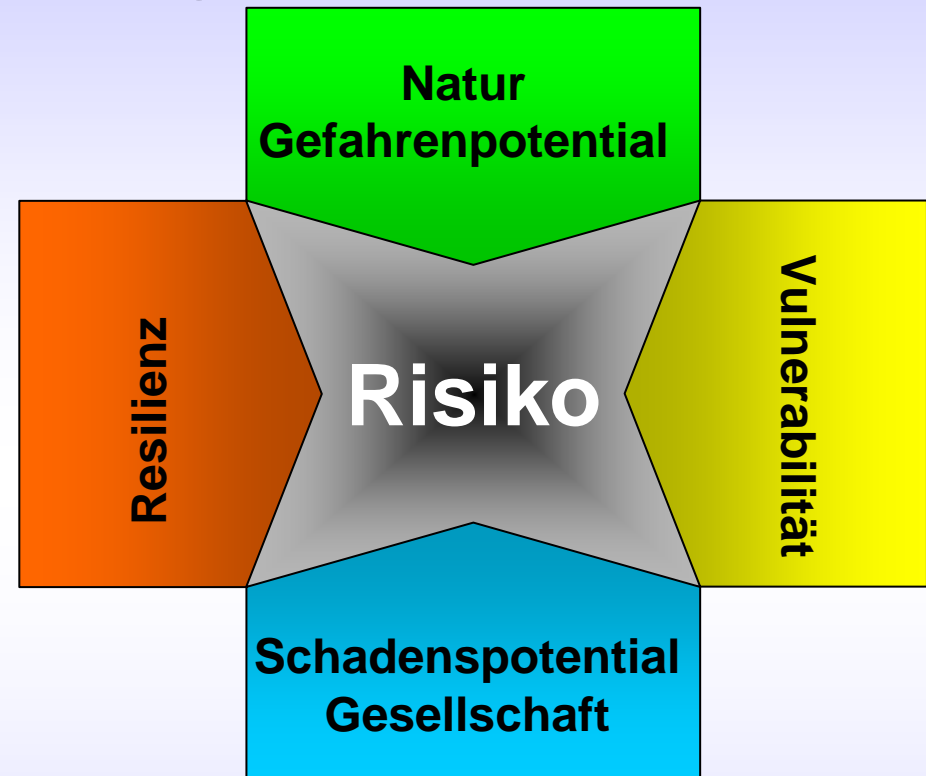 Natur
Gefahrenpotential
Resilienz
Risiko
Vulnerabilität
Schadenspotential
Gesellschaft